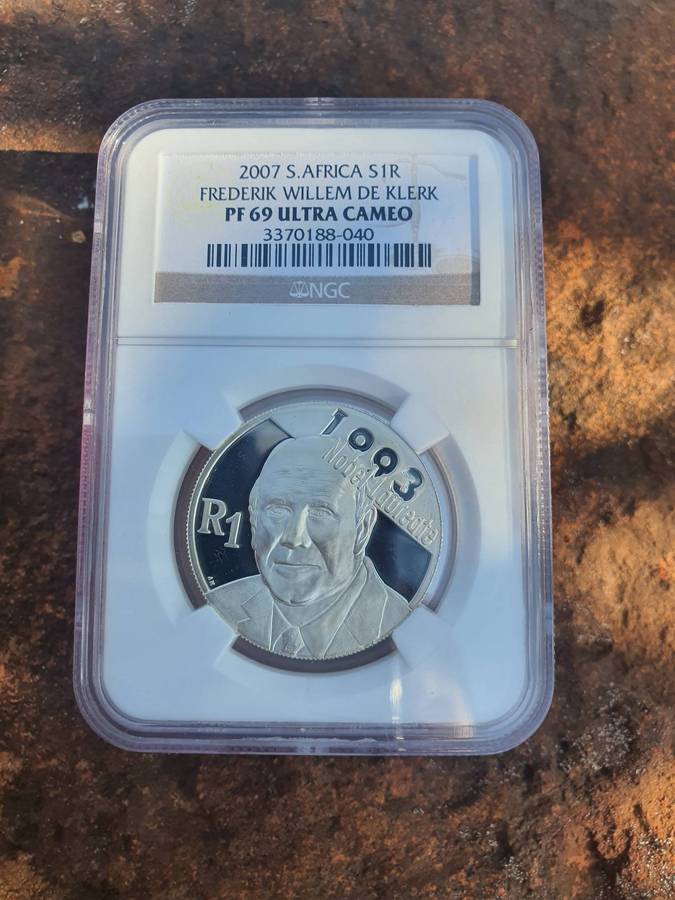 2007 S.AFRICA S1R
FREDERIK WILLEM DE KLERK
PF 69 ULTRA CAMEO
3370188-040
NGC
1993
Nobel Laureate
R1